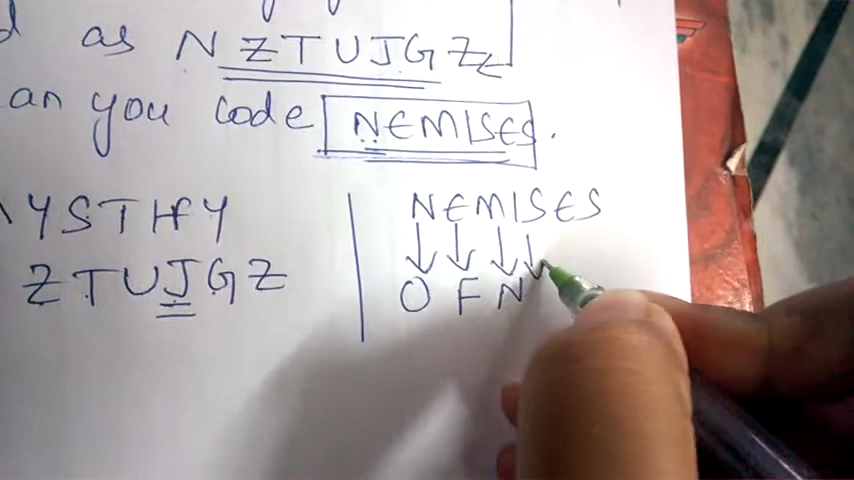 d as NZTUJGZ
an you code NEMISES.
YSTHFY NEMISES
ZTUJGZ OFN